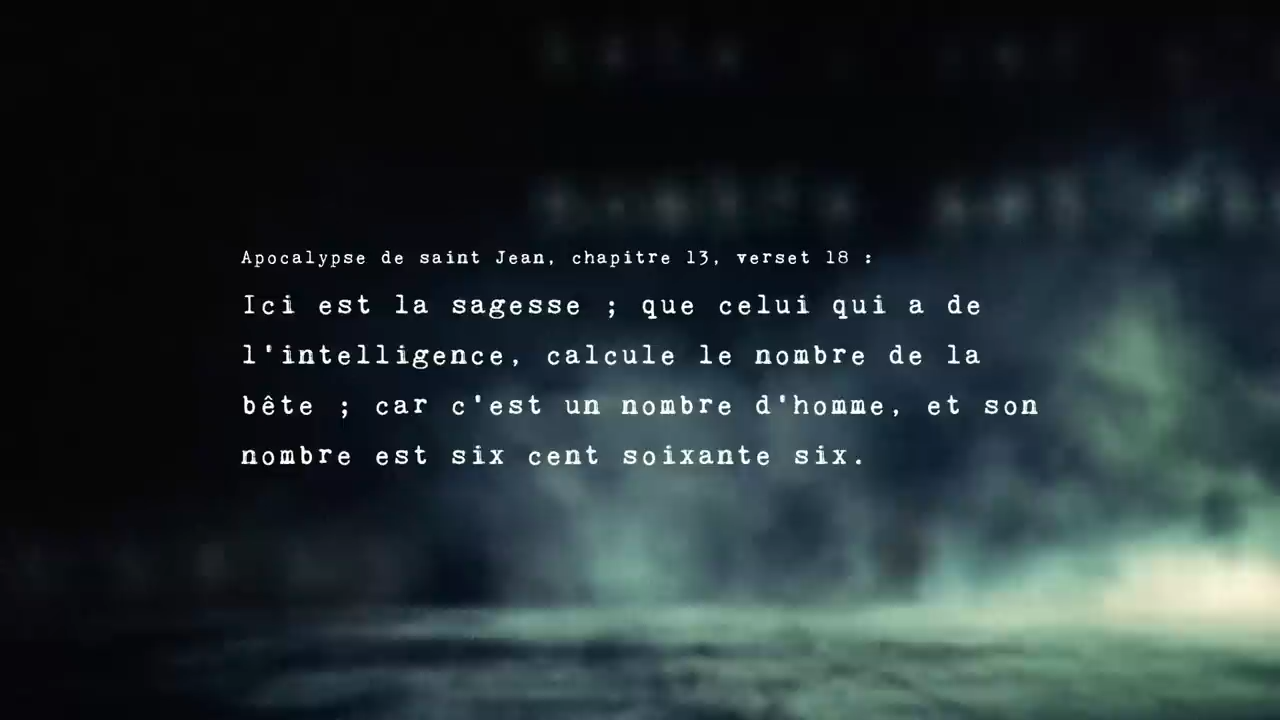 Apocalypse de saint Jean, chapitre 13, verset 18 :
Ici est la sagesse ; que celui qui a de
l'intelligence, calcule le nombre de la
bête ; car c'est un nombre d'homme, et son
nombre est six cent soixante six.